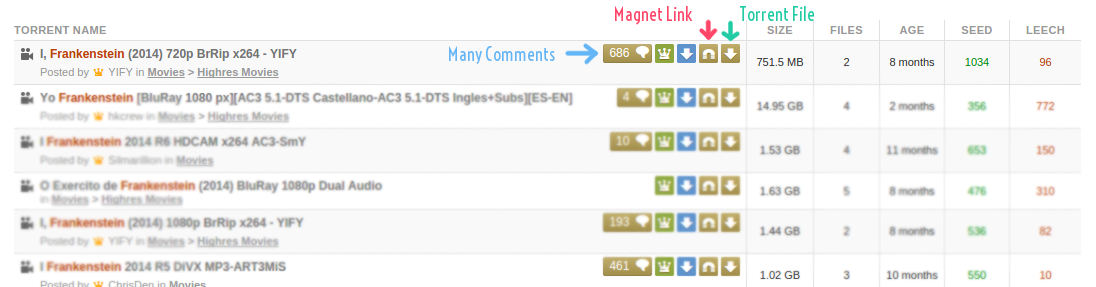 Magnet Link Torrent File
TORRENT NAME SIZE FILES AGE SEED LEECH
I, Frankenstein (2014) 720p BrRip x264 - YIFY Many Comments 686 751.5 MB 2 8 months 1034 96
Posted by YIFY in Movies > Highres Movies
Yo Frankenstein [BluRay 1080 px][AC3 5.1-DTS Castellano-AC3 5.1-DTS Ingles+Subs][ES-EN] 4 14.95 GB 4 2 months 356 772
Posted by hkcrew in Movies > Highres Movies
I Frankenstein 2014 R6 HDCAM x264 AC3-SmY 10 1.53 GB 4 11 months 653 150
Posted by Silmarillion in Movies
O Exercito de Frankenstein (2014) BluRay 1080p Dual Audio 1.63 GB 5 8 months 476 310
in Movies > Highres Movies
I, Frankenstein (2014) 1080p BrRip x264 - YIFY 193 1.44 GB 2 8 months 536 82
Posted by YIFY in Movies > Highres Movies
I Frankenstein 2014 R5 DiVX MP3-ART3MiS 461 1.02 GB 3 10 months 550 10
Posted by ChrisDen in Movies